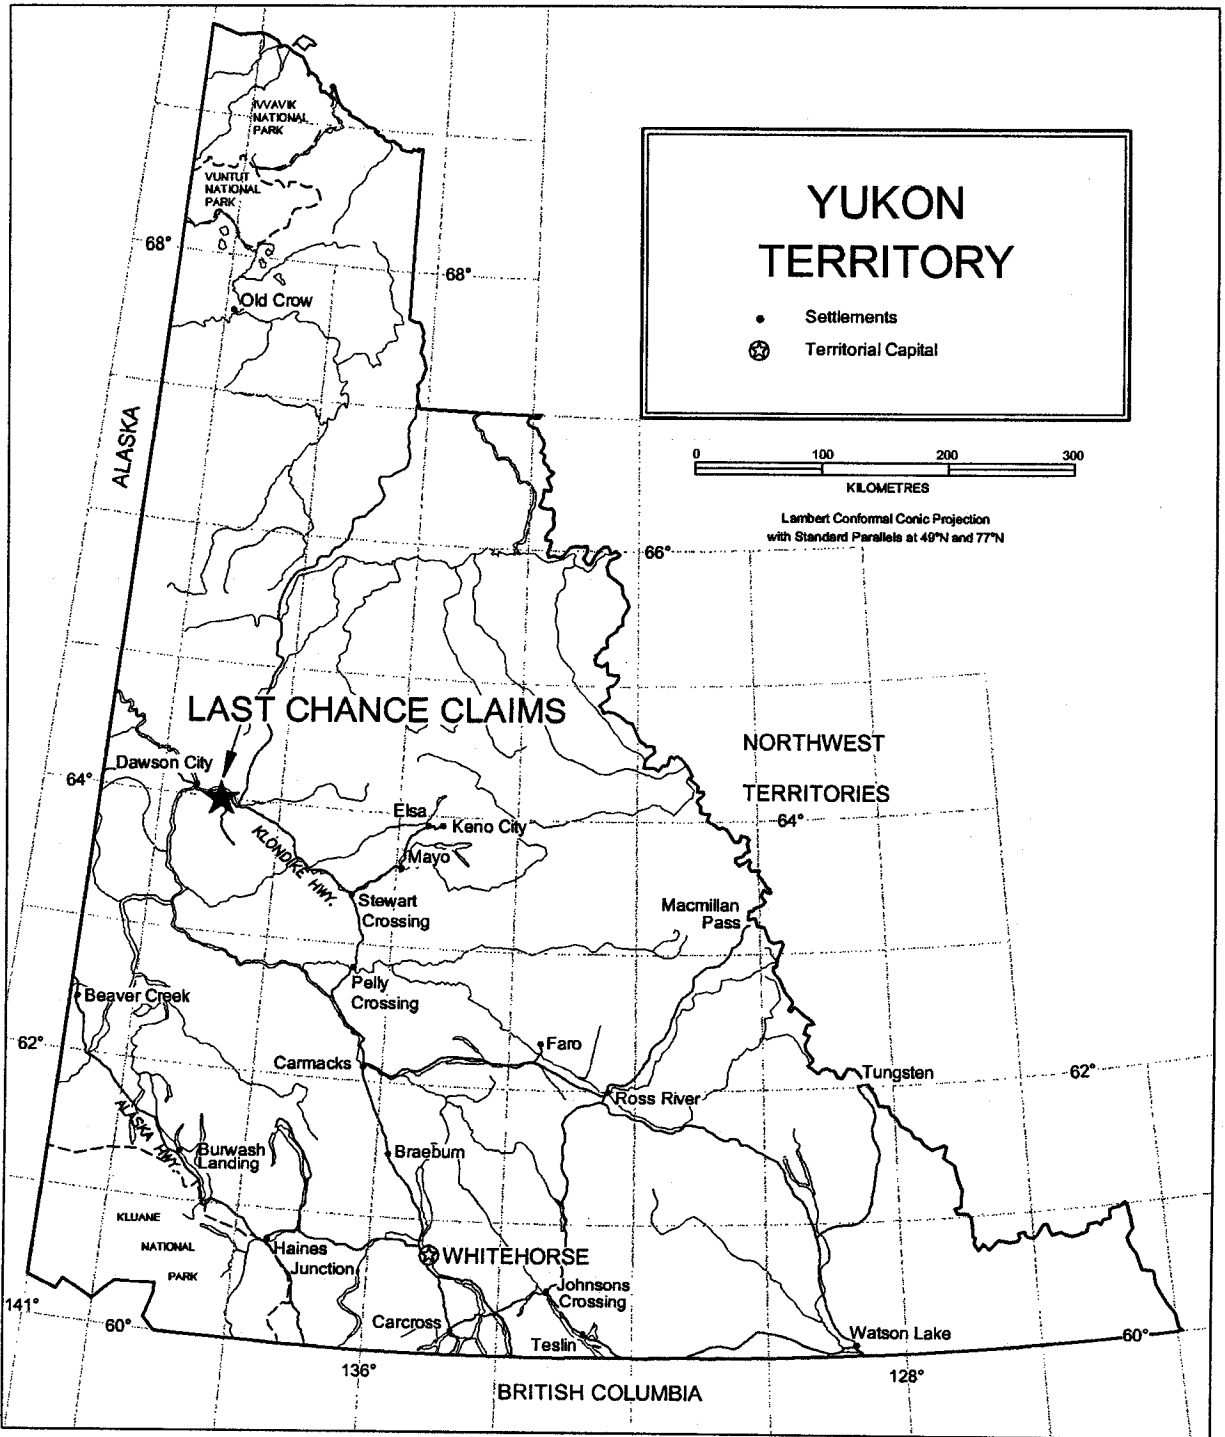 IVVAVIK
NATIONAL
PARK
VUNTUT
NATIONAL
PARK
YUKON
TERRITORY
Settlements
Territorial Capital
68°
68°
Old Crow
ALASKA
0 100 200 300
KILOMETRES
Lambert Conformal Conic Projection
with Standard Parallels at 49°N and 77°N
66°
LAST CHANCE CLAIMS
NORTHWEST
TERRITORIES
Dawson City
64°
64°
Elsa
Keno City
KLONDIKE HWY.
Mayo
Stewart
Crossing
Macmillan
Pass
Pelly
Crossing
Beaver Creek
62°
Faro
Carmacks
Tungsten
62°
Ross River
ALASKA HWY.
Burwash
Landing
Braeburn
KLUANE
NATIONAL
PARK
Haines
Junction
WHITEHORSE
Johnsons
Crossing
141°
60°
Carcross
Teslin
Watson Lake
60°
136°
128°
BRITISH COLUMBIA